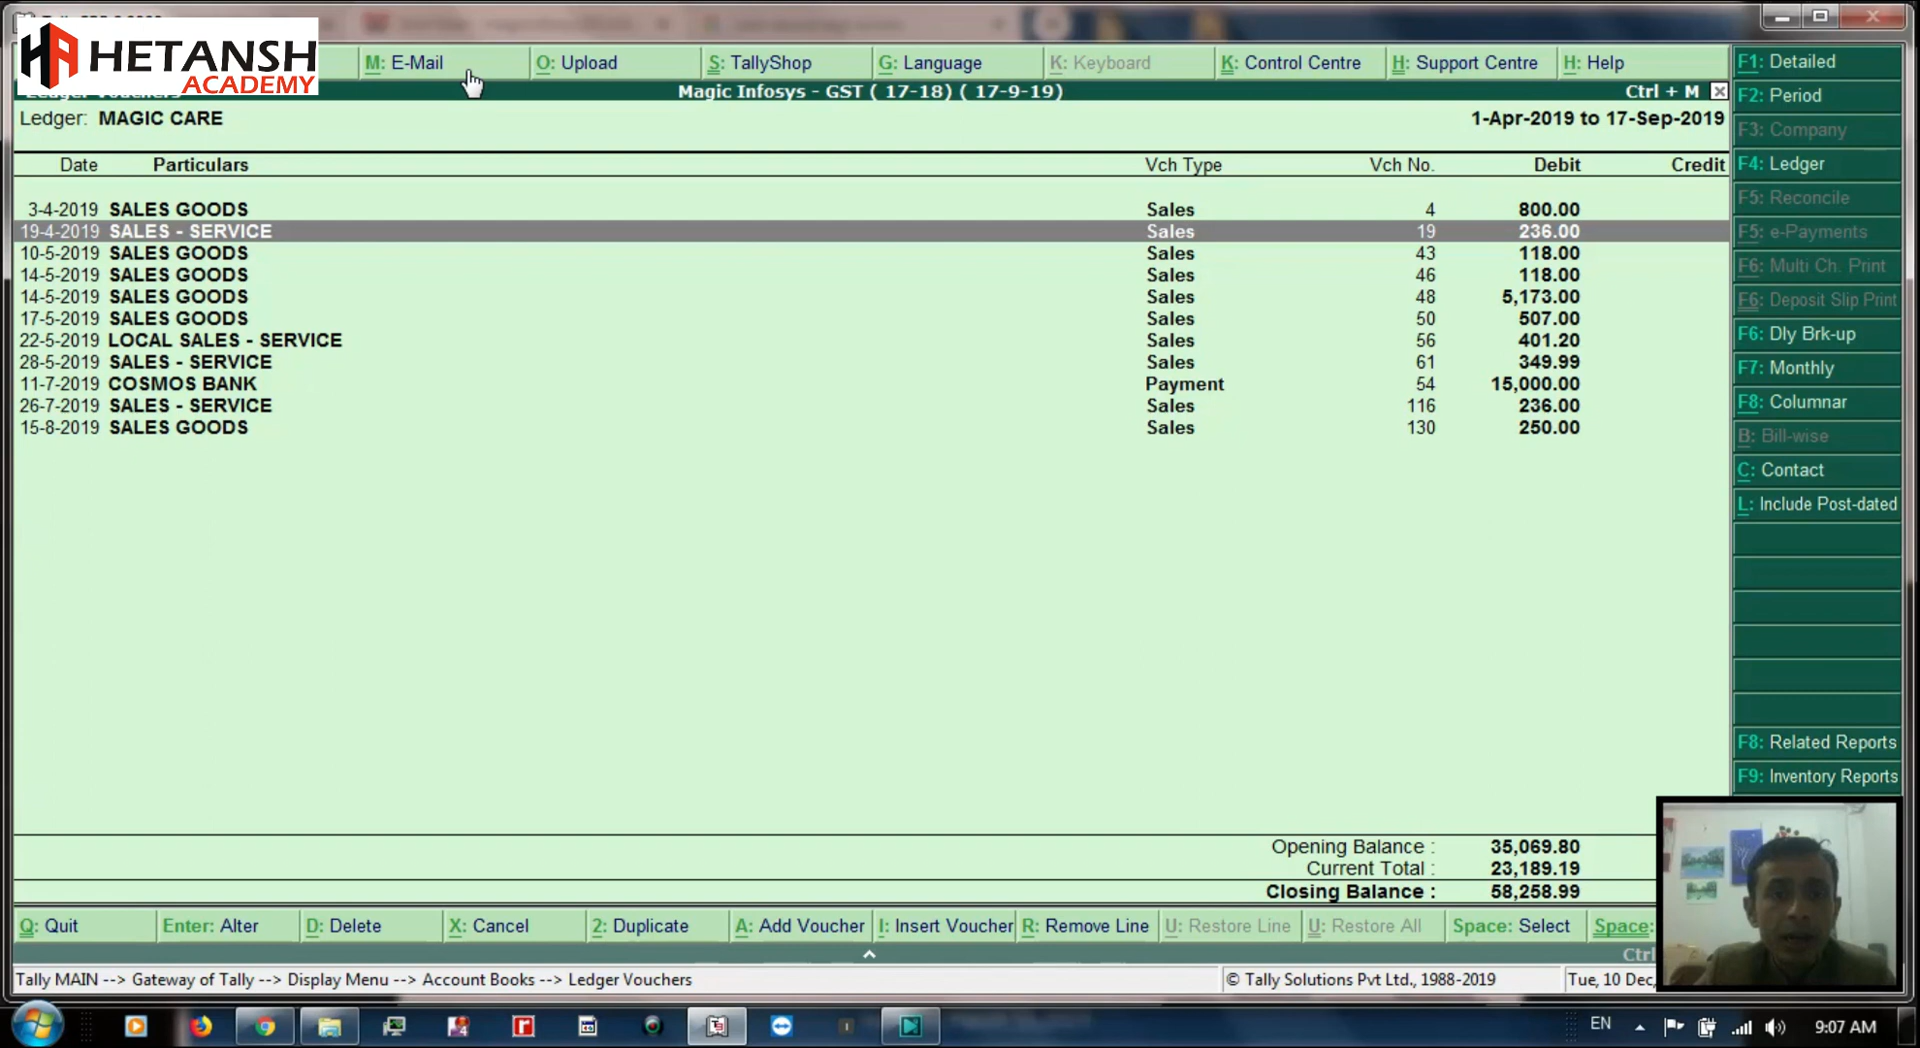 HETANSH
ACADEMY
M: E-Mail O: Upload S: TallyShop G: Language K: Keyboard K: Control Centre H: Support Centre H: Help
Magic Infosys - GST ( 17-18) ( 17-9-19) Ctrl + M
Ledger: MAGIC CARE 1-Apr-2019 to 17-Sep-2019
Date Particulars Vch Type Vch No. Debit Credit
3-4-2019 SALES GOODS Sales 4 800.00
19-4-2019 SALES - SERVICE Sales 19 236.00
10-5-2019 SALES GOODS Sales 43 118.00
14-5-2019 SALES GOODS Sales 46 118.00
14-5-2019 SALES GOODS Sales 48 5,173.00
17-5-2019 SALES GOODS Sales 50 507.00
22-5-2019 LOCAL SALES - SERVICE Sales 56 401.20
28-5-2019 SALES - SERVICE Sales 61 349.99
11-7-2019 COSMOS BANK Payment 54 15,000.00
26-7-2019 SALES - SERVICE Sales 116 236.00
15-8-2019 SALES GOODS Sales 130 250.00
Opening Balance : 35,069.80
Current Total : 23,189.19
Closing Balance : 58,258.99
F1: Detailed
F2: Period
F3: Company
F4: Ledger
F5: Reconcile
F5: e-Payments
F6: Multi Ch. Print
F6: Deposit Slip Print
F6: Dly Brk-up
F7: Monthly
F8: Columnar
B: Bill-wise
C: Contact
L: Include Post-dated
F8: Related Reports
F9: Inventory Reports
Q: Quit Enter: Alter D: Delete X: Cancel 2: Duplicate A: Add Voucher I: Insert Voucher R: Remove Line U: Restore Line U: Restore All Space: Select Space:
Tally MAIN --> Gateway of Tally --> Display Menu --> Account Books --> Ledger Vouchers © Tally Solutions Pvt Ltd., 1988-2019 Tue, 10 Dec,
EN 9:07 AM